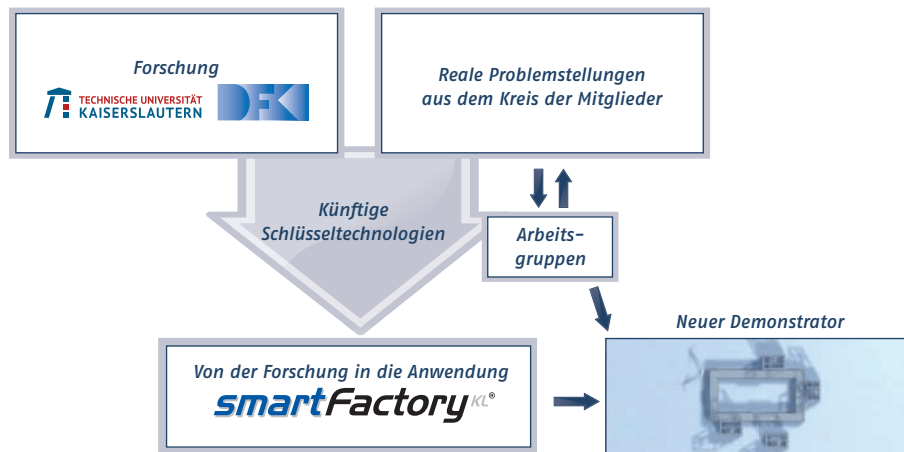 Forschung
TECHNISCHE UNIVERSITÄT
KAISERSLAUTERN
DFKI
Reale Problemstellungen
aus dem Kreis der Mitglieder
Künftige
Schlüsseltechnologien
Arbeits-
gruppen
Neuer Demonstrator
Von der Forschung in die Anwendung
smartFactory KL®